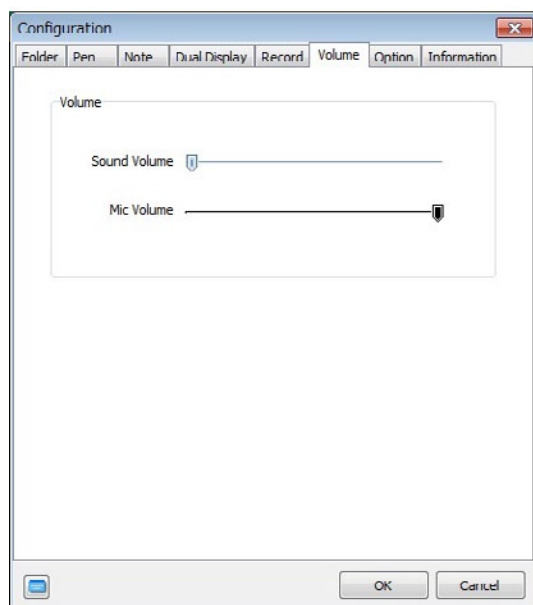 Configuration
Folder Pen Note Dual Display Record Volume Option Information
Volume
Sound Volume
Mic Volume
OK Cancel